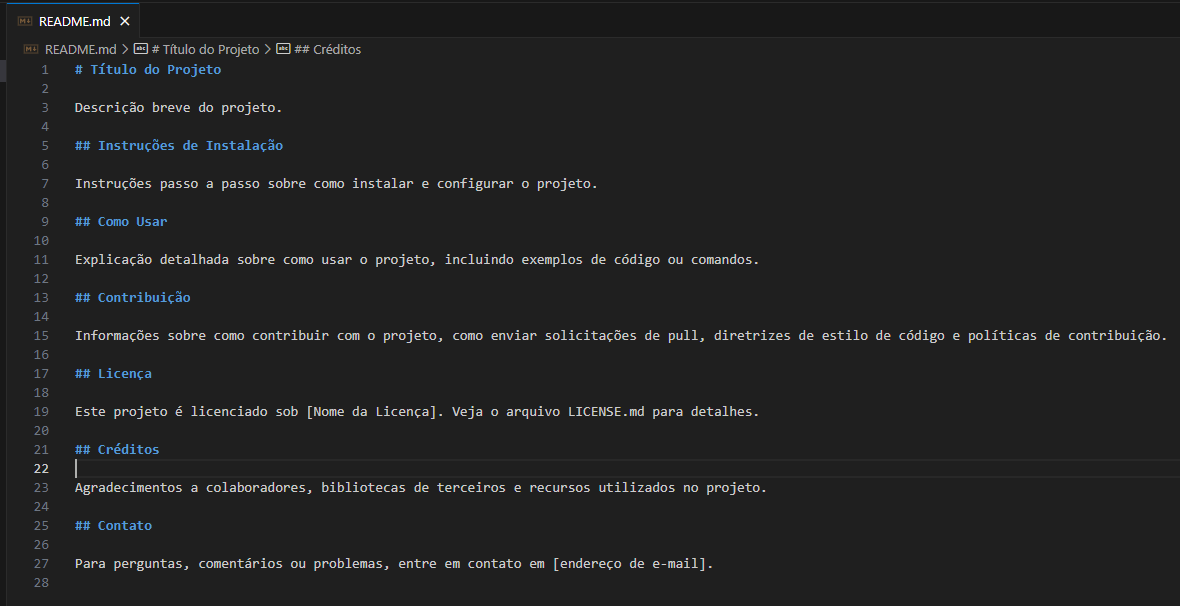 README.md
README.md > # Título do Projeto > ## Créditos
1 # Título do Projeto
2
3 Descrição breve do projeto.
4
5 ## Instruções de Instalação
6
7 Instruções passo a passo sobre como instalar e configurar o projeto.
8
9 ## Como Usar
10
11 Explicação detalhada sobre como usar o projeto, incluindo exemplos de código ou comandos.
12
13 ## Contribuição
14
15 Informações sobre como contribuir com o projeto, como enviar solicitações de pull, diretrizes de estilo de código e políticas de contribuição.
16
17 ## Licença
18
19 Este projeto é licenciado sob [Nome da Licença]. Veja o arquivo LICENSE.md para detalhes.
20
21 ## Créditos
22
23 Agradecimentos a colaboradores, bibliotecas de terceiros e recursos utilizados no projeto.
24
25 ## Contato
26
27 Para perguntas, comentários ou problemas, entre em contato em [endereço de e-mail].
28